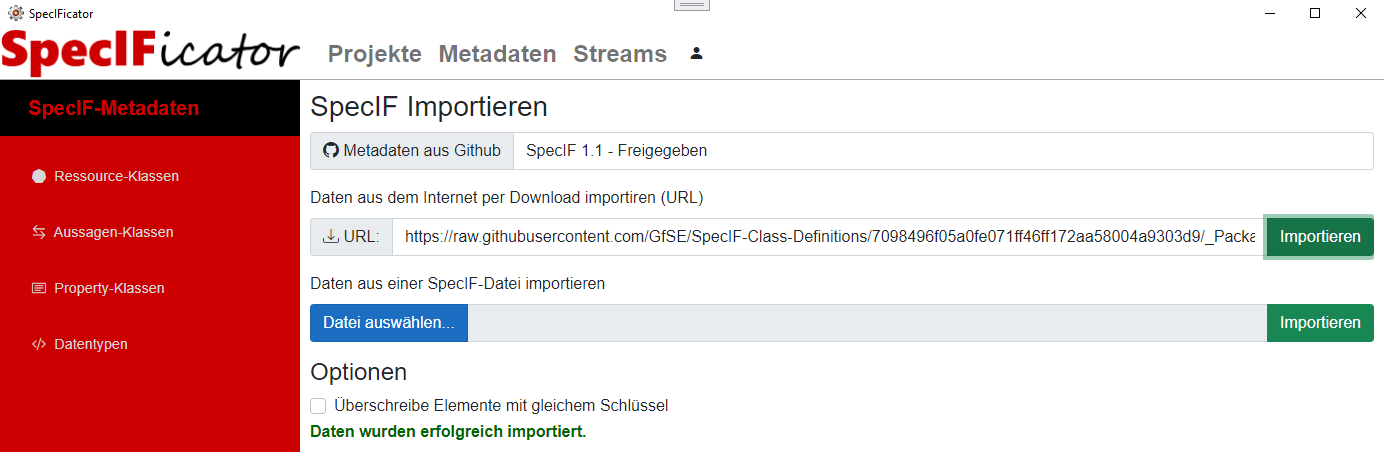 SpecIFicator
SpecIFicator Projekte Metadaten Streams
SpecIF-Metadaten
Ressource-Klassen
Aussagen-Klassen
Property-Klassen
Datentypen
SpecIF Importieren
Metadaten aus Github SpecIF 1.1 - Freigegeben
Daten aus dem Internet per Download importiren (URL)
URL: https://raw.githubusercontent.com/GfSE/SpecIF-Class-Definitions/7098496f05a0fe071ff46ff172aa58004a9303d9/_Packa Importieren
Daten aus einer SpecIF-Datei importieren
Datei auswählen... Importieren
Optionen
Überschreibe Elemente mit gleichem Schlüssel
Daten wurden erfolgreich importiert.